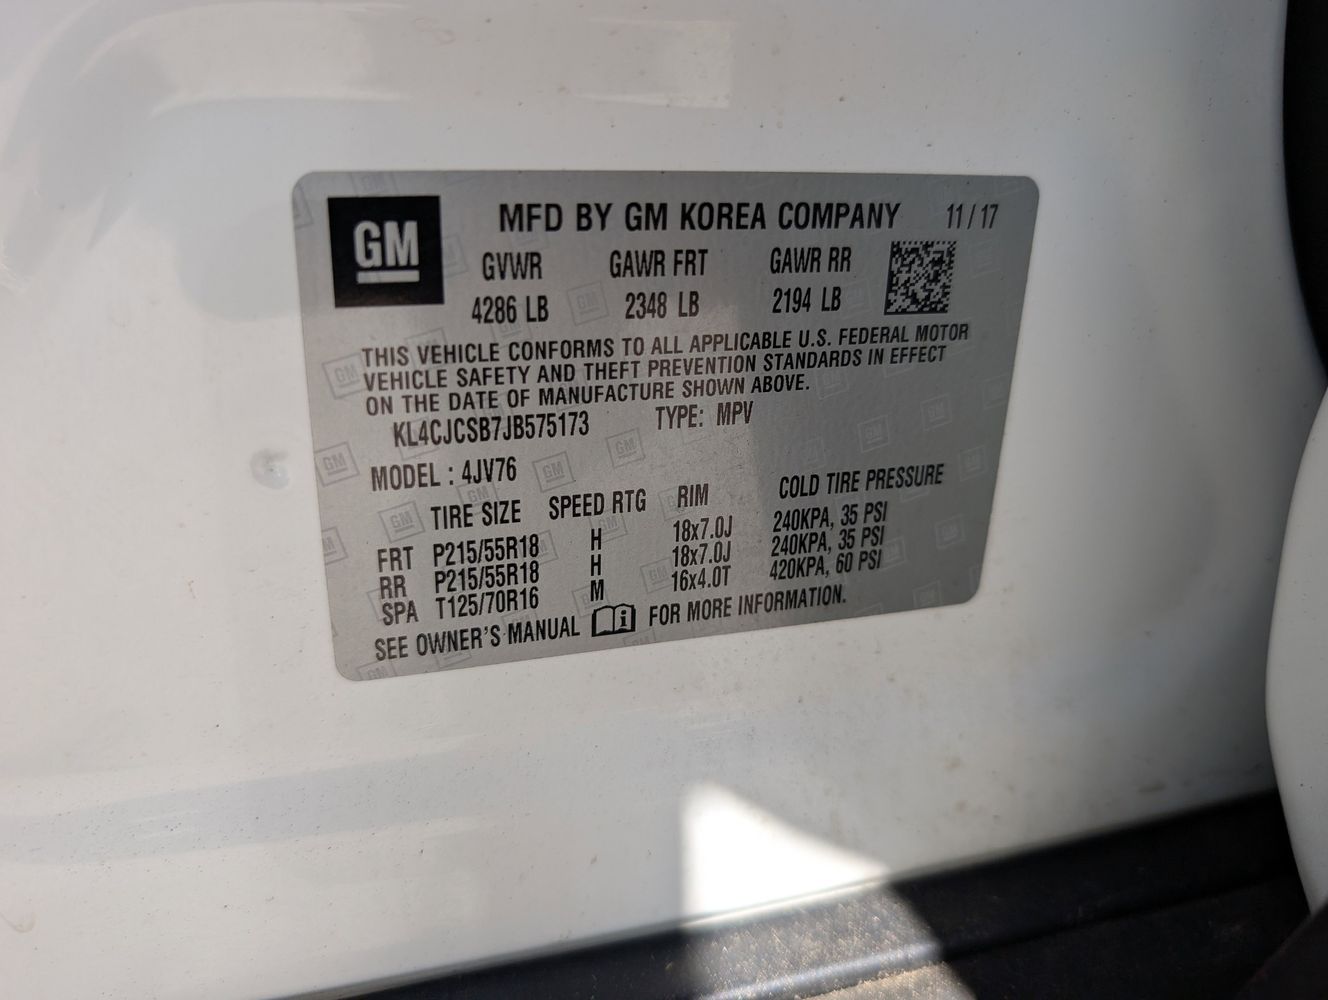 GM
MFD BY GM KOREA COMPANY 11/17
GVWR GAWR FRT GAWR RR
4286 LB 2348 LB 2194 LB
THIS VEHICLE CONFORMS TO ALL APPLICABLE U.S. FEDERAL MOTOR
VEHICLE SAFETY AND THEFT PREVENTION STANDARDS IN EFFECT
ON THE DATE OF MANUFACTURE SHOWN ABOVE.
KL4CJCSB7JB575173 TYPE: MPV
MODEL : 4JV76
TIRE SIZE SPEED RTG RIM COLD TIRE PRESSURE
FRT P215/55R18 H 18x7.0J 240KPA, 35 PSI
RR P215/55R18 H 18x7.0J 240KPA, 35 PSI
SPA T125/70R16 M 16x4.0T 420KPA, 60 PSI
SEE OWNER'S MANUAL i FOR MORE INFORMATION.